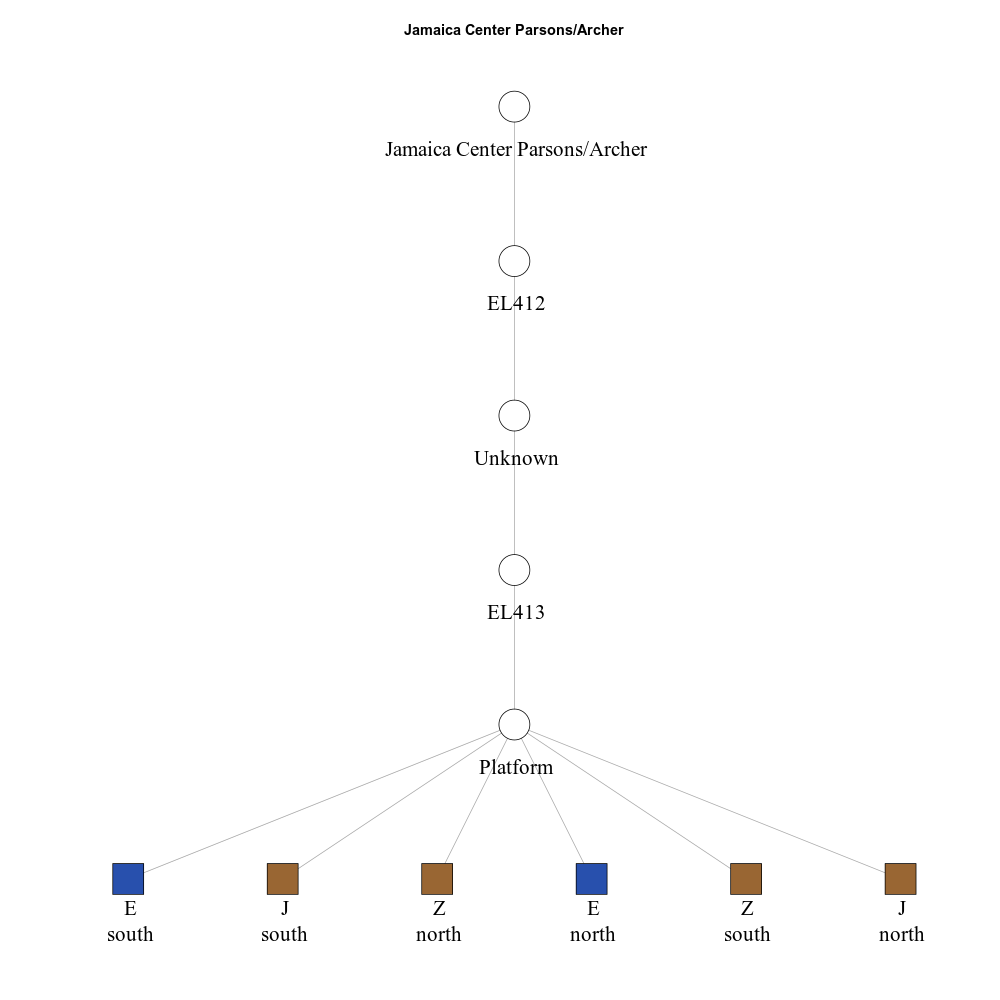 Jamaica Center Parsons/Archer
Jamaica Center Parsons/Archer
EL412
Unknown
EL413
Platform
E J Z E Z J
south south north north south north